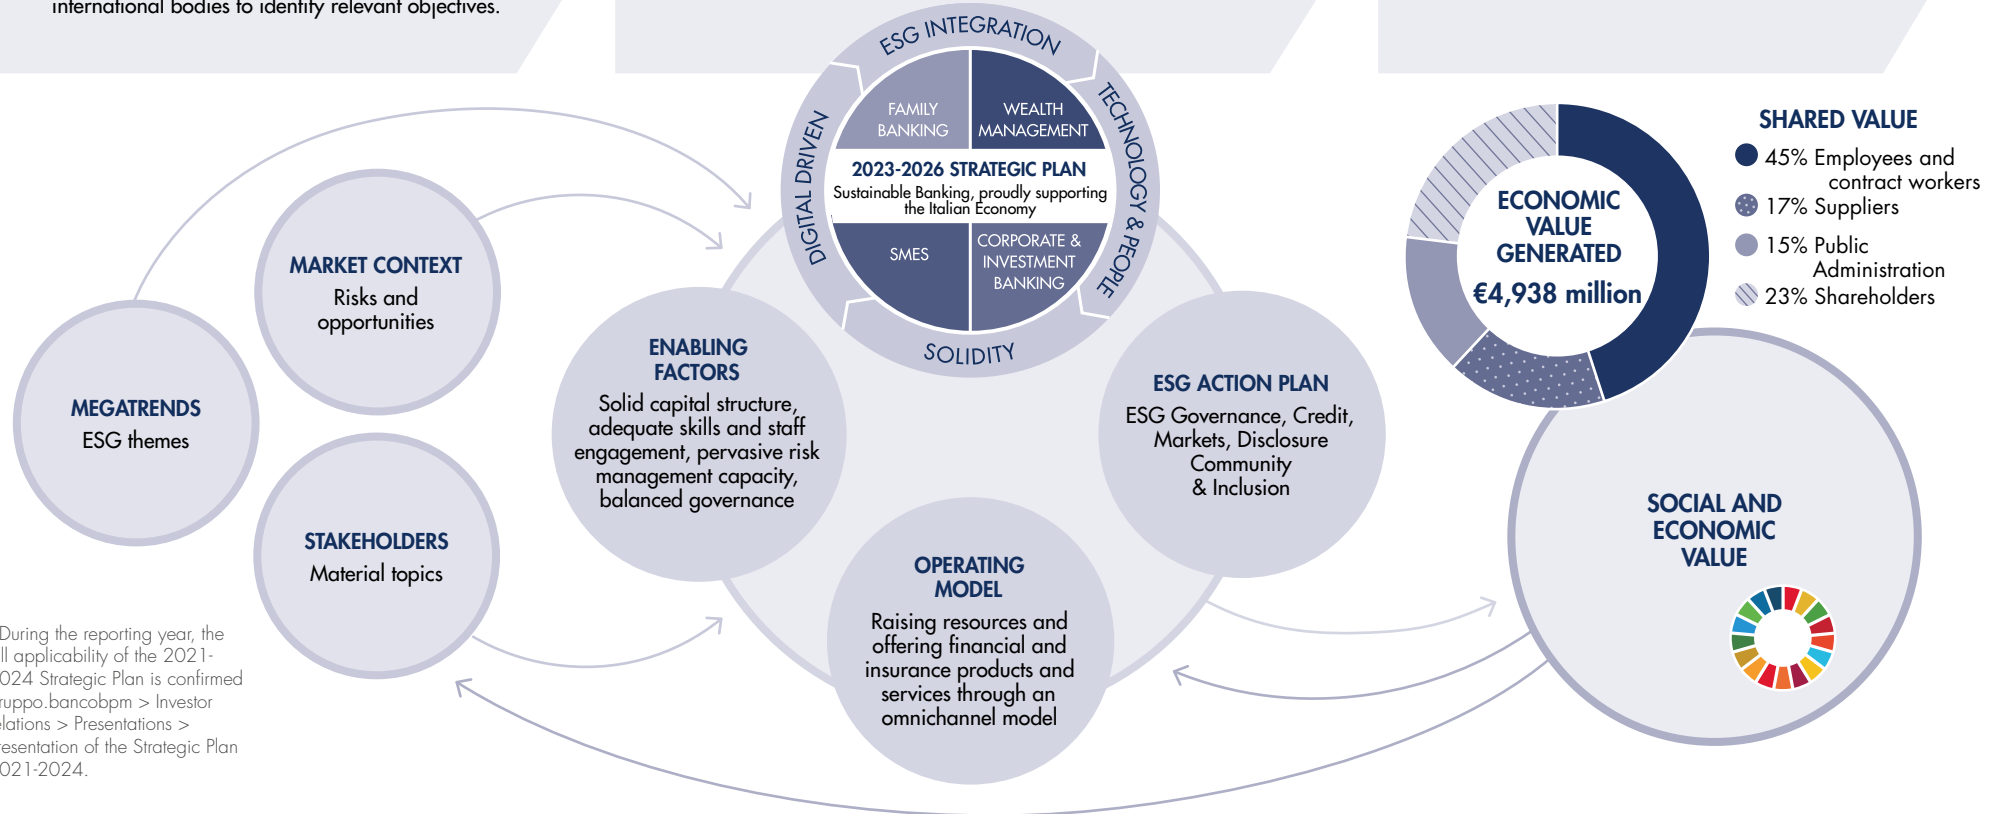 international bodies to identify relevant objectives.
ESG INTEGRATION
TECHNOLOGY & PEOPLE
SOLIDITY
DIGITAL DRIVEN
FAMILY
BANKING
WEALTH
MANAGEMENT
2023-2026 STRATEGIC PLAN
Sustainable Banking, proudly supporting
the Italian Economy
SMES
CORPORATE &
INVESTMENT
BANKING
MEGATRENDS
ESG themes
MARKET CONTEXT
Risks and
opportunities
STAKEHOLDERS
Material topics
ENABLING
FACTORS
Solid capital structure,
adequate skills and staff
engagement, pervasive risk
management capacity,
balanced governance
OPERATING
MODEL
Raising resources and
offering financial and
insurance products and
services through an
omnichannel model
ESG ACTION PLAN
ESG Governance, Credit,
Markets, Disclosure
Community
& Inclusion
ECONOMIC
VALUE
GENERATED
€4,938 million
SHARED VALUE
45% Employees and
contract workers
17% Suppliers
15% Public
Administration
23% Shareholders
SOCIAL AND
ECONOMIC
VALUE
During the reporting year, the
ll applicability of the 2021-
024 Strategic Plan is confirmed
ruppo.bancobpm > Investor
elations > Presentations >
resentation of the Strategic Plan
021-2024.